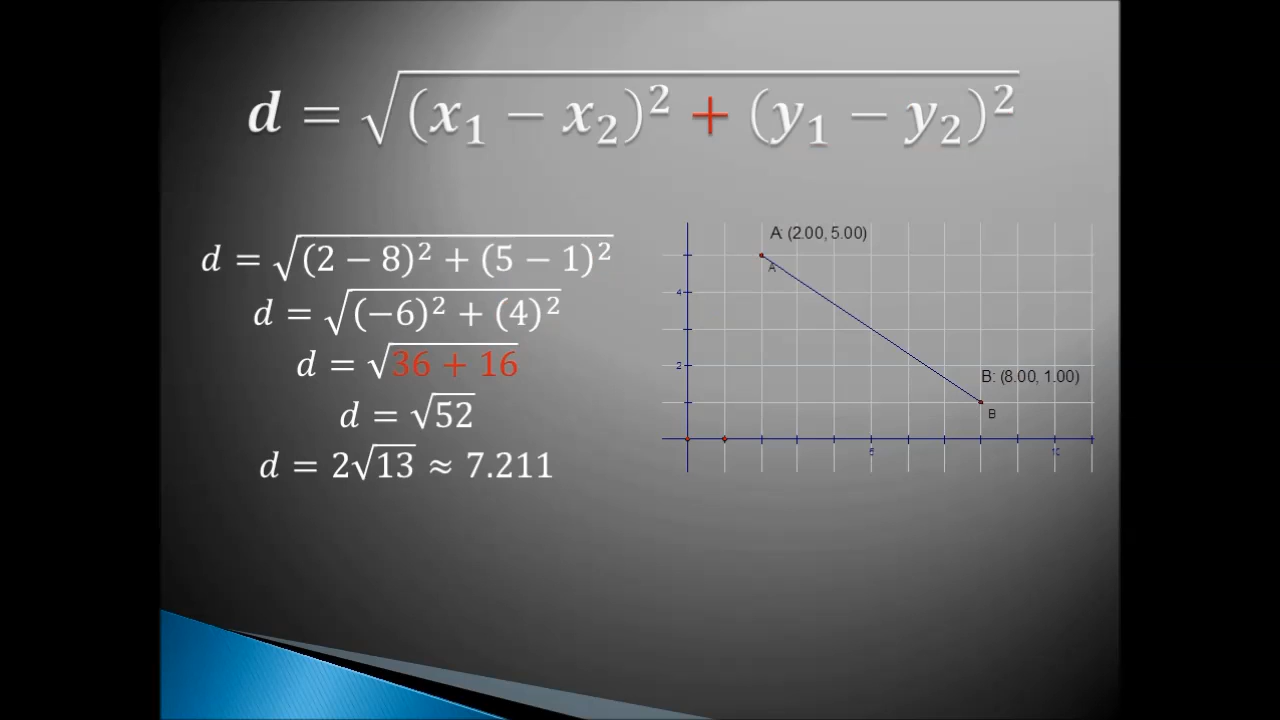 d = √(x₁ − x₂)² + (y₁ − y₂)²
d = √(2 − 8)² + (5 − 1)²
d = √(−6)² + (4)²
d = √36 + 16
d = √52
d = 2√13 ≈ 7.211
A: (2.00, 5.00)
A
4
2
B: (8.00, 1.00)
B
5
10